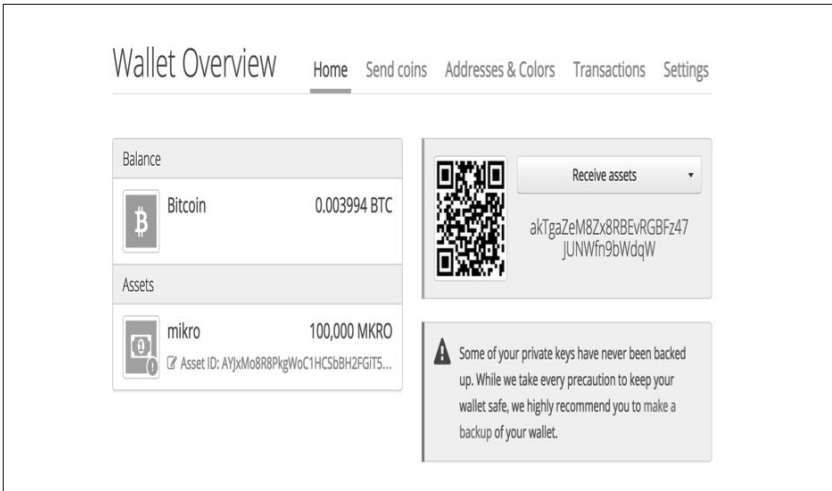 Wallet Overview
Home Send coins Addresses & Colors Transactions Settings
Balance
Bitcoin 0.003994 BTC
Assets
mikro 100,000 MKRO
Asset ID: AYJxMo8R8PkgWoC1HCSbBH2FGiT5...
Receive assets
akTgaZeM8Zx8RBEvRGBFz47
JUNWfn9bWdqW
Some of your private keys have never been backed
up. While we take every precaution to keep your
wallet safe, we highly recommend you to make a
backup of your wallet.